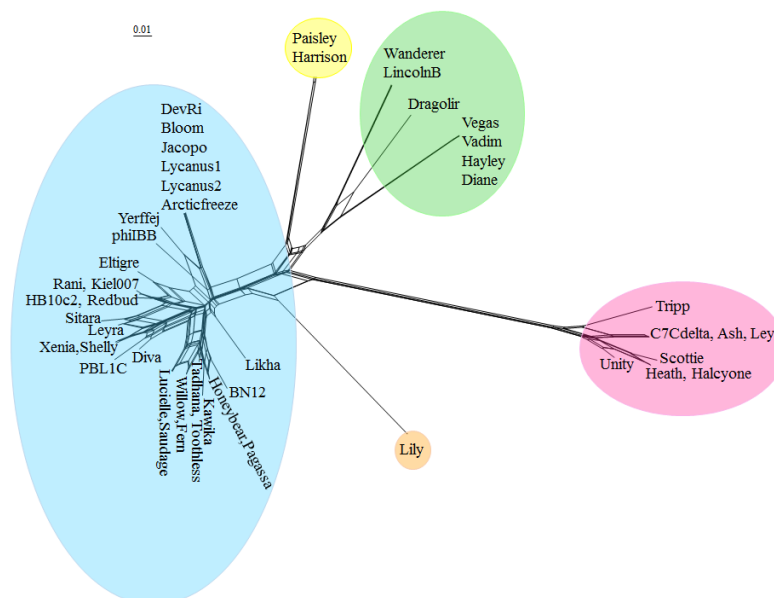 0.01
Paisley
Harrison
Wanderer
LincolnB
Dragolir
Vegas
Vadim
Hayley
Diane
DevRi
Bloom
Jacopo
Lycanus1
Lycanus2
Arcticfreeze
Yerffej
phiIBB
Eltigre
Rani, Kiel007
HB10c2, Redbud
Sitara
Leyra
Xenia,Shelly
Diva
PBL1C
Likha
BN12
Lucielle,Saudage
Willow,Fern
Tadhana, Toothless
Kawika
Honeybear,Pagassa
Lily
Tripp
C7Cdelta, Ash, Ley
Scottie
Unity
Heath, Halcyone